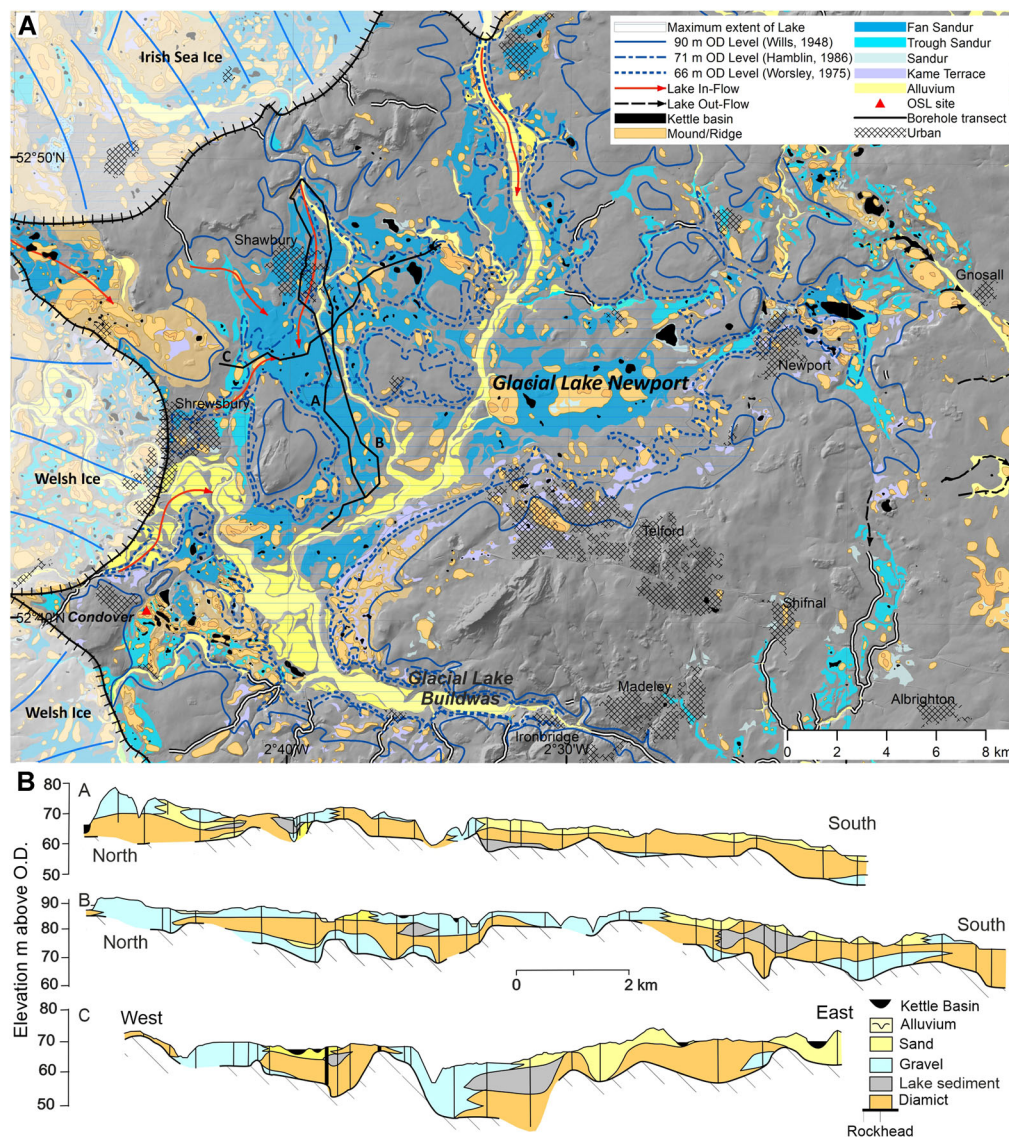 A
Irish Sea Ice
Maximum extent of Lake
90 m OD Level (Wills, 1948)
71 m OD Level (Hamblin, 1986)
66 m OD Level (Worsley, 1975)
Lake In-Flow
Lake Out-Flow
Kettle basin
Mound/Ridge
Fan Sandur
Trough Sandur
Sandur
Kame Terrace
Alluvium
OSL site
Borehole transect
Urban
52°50'N
Shawbury
Gnosall
C
Glacial Lake Newport
Newport
A
Shrewsbury
B
Welsh Ice
Telford
Condover
52°40'N
Shifnal
Glacial Lake
Buildwas
Madeley
Welsh Ice
Albrington
2°40'W
Ironbridge
2°30'W
0 2 4 6 8 km
B
Elevation m above O.D.
80
70
60
50
A
North
South
90
80
70
60
B
North
South
0 2 km
C
West
East
80
70
60
50
Kettle Basin
Alluvium
Sand
Gravel
Lake sediment
Diamict
Rockhead